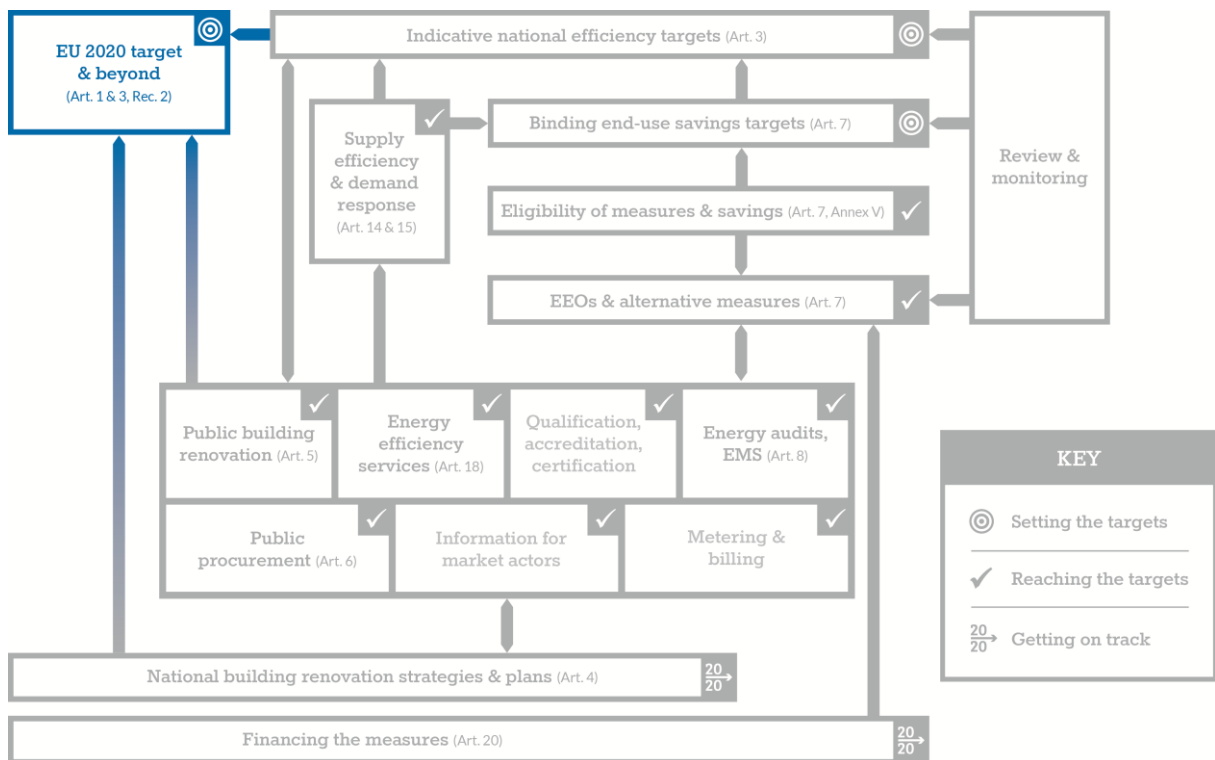 EU 2020 target
& beyond
(Art. 1 & 3, Rec. 2)
Indicative national efficiency targets (Art. 3)
Supply
efficiency
& demand
response
(Art. 14 & 15)
Binding end-use savings targets (Art. 7)
Eligibility of measures & savings (Art. 7, Annex V)
EEOs & alternative measures (Art. 7)
Review &
monitoring
Public building
renovation (Art. 5)
Energy
efficiency
services (Art. 18)
Qualification,
accreditation,
certification
Energy audits,
EMS (Art. 8)
Public
procurement (Art. 6)
Information for
market actors
Metering &
billing
National building renovation strategies & plans (Art. 4)
20
20
Financing the measures (Art. 20)
20
20
KEY
Setting the targets
Reaching the targets
20
20
Getting on track